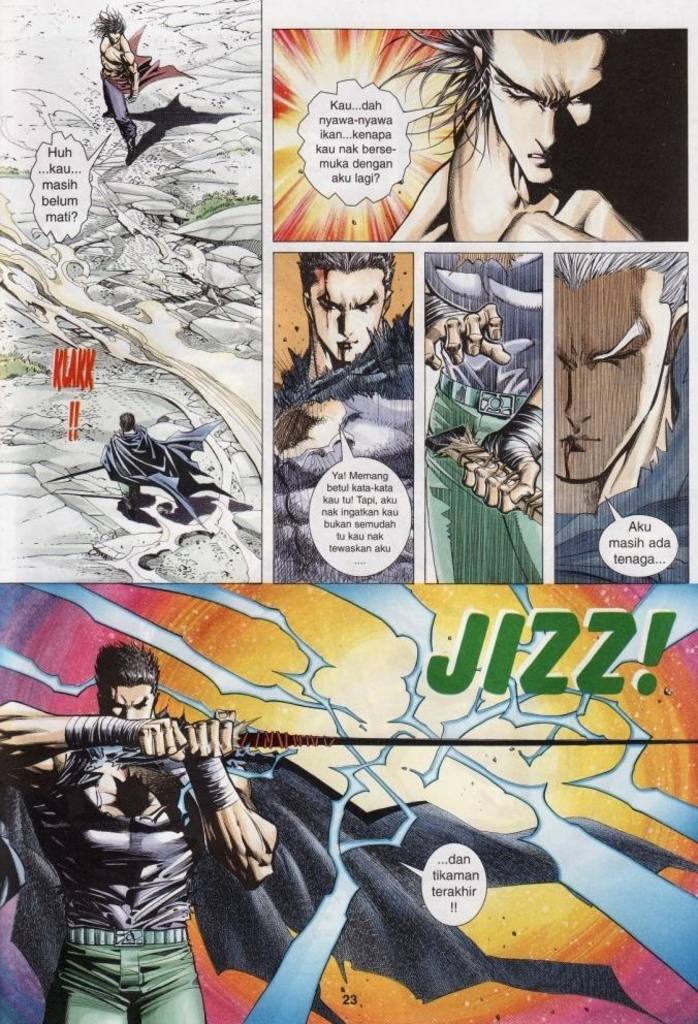 Huh
...kau...
masih
belum
mati?
KLAKK
!!
Kau...dah
nyawa-nyawa
ikan...kenapa
kau nak berse-
muka dengan
aku lagi?
Ya! Memang
betul kata-kata
kau tu! Tapi, aku
nak ingatkan kau
bukan semudah
tu kau nak
tewaskan aku
....
Aku
masih ada
tenaga...
JIZZ!
...dan
tikaman
terakhir
!!
23